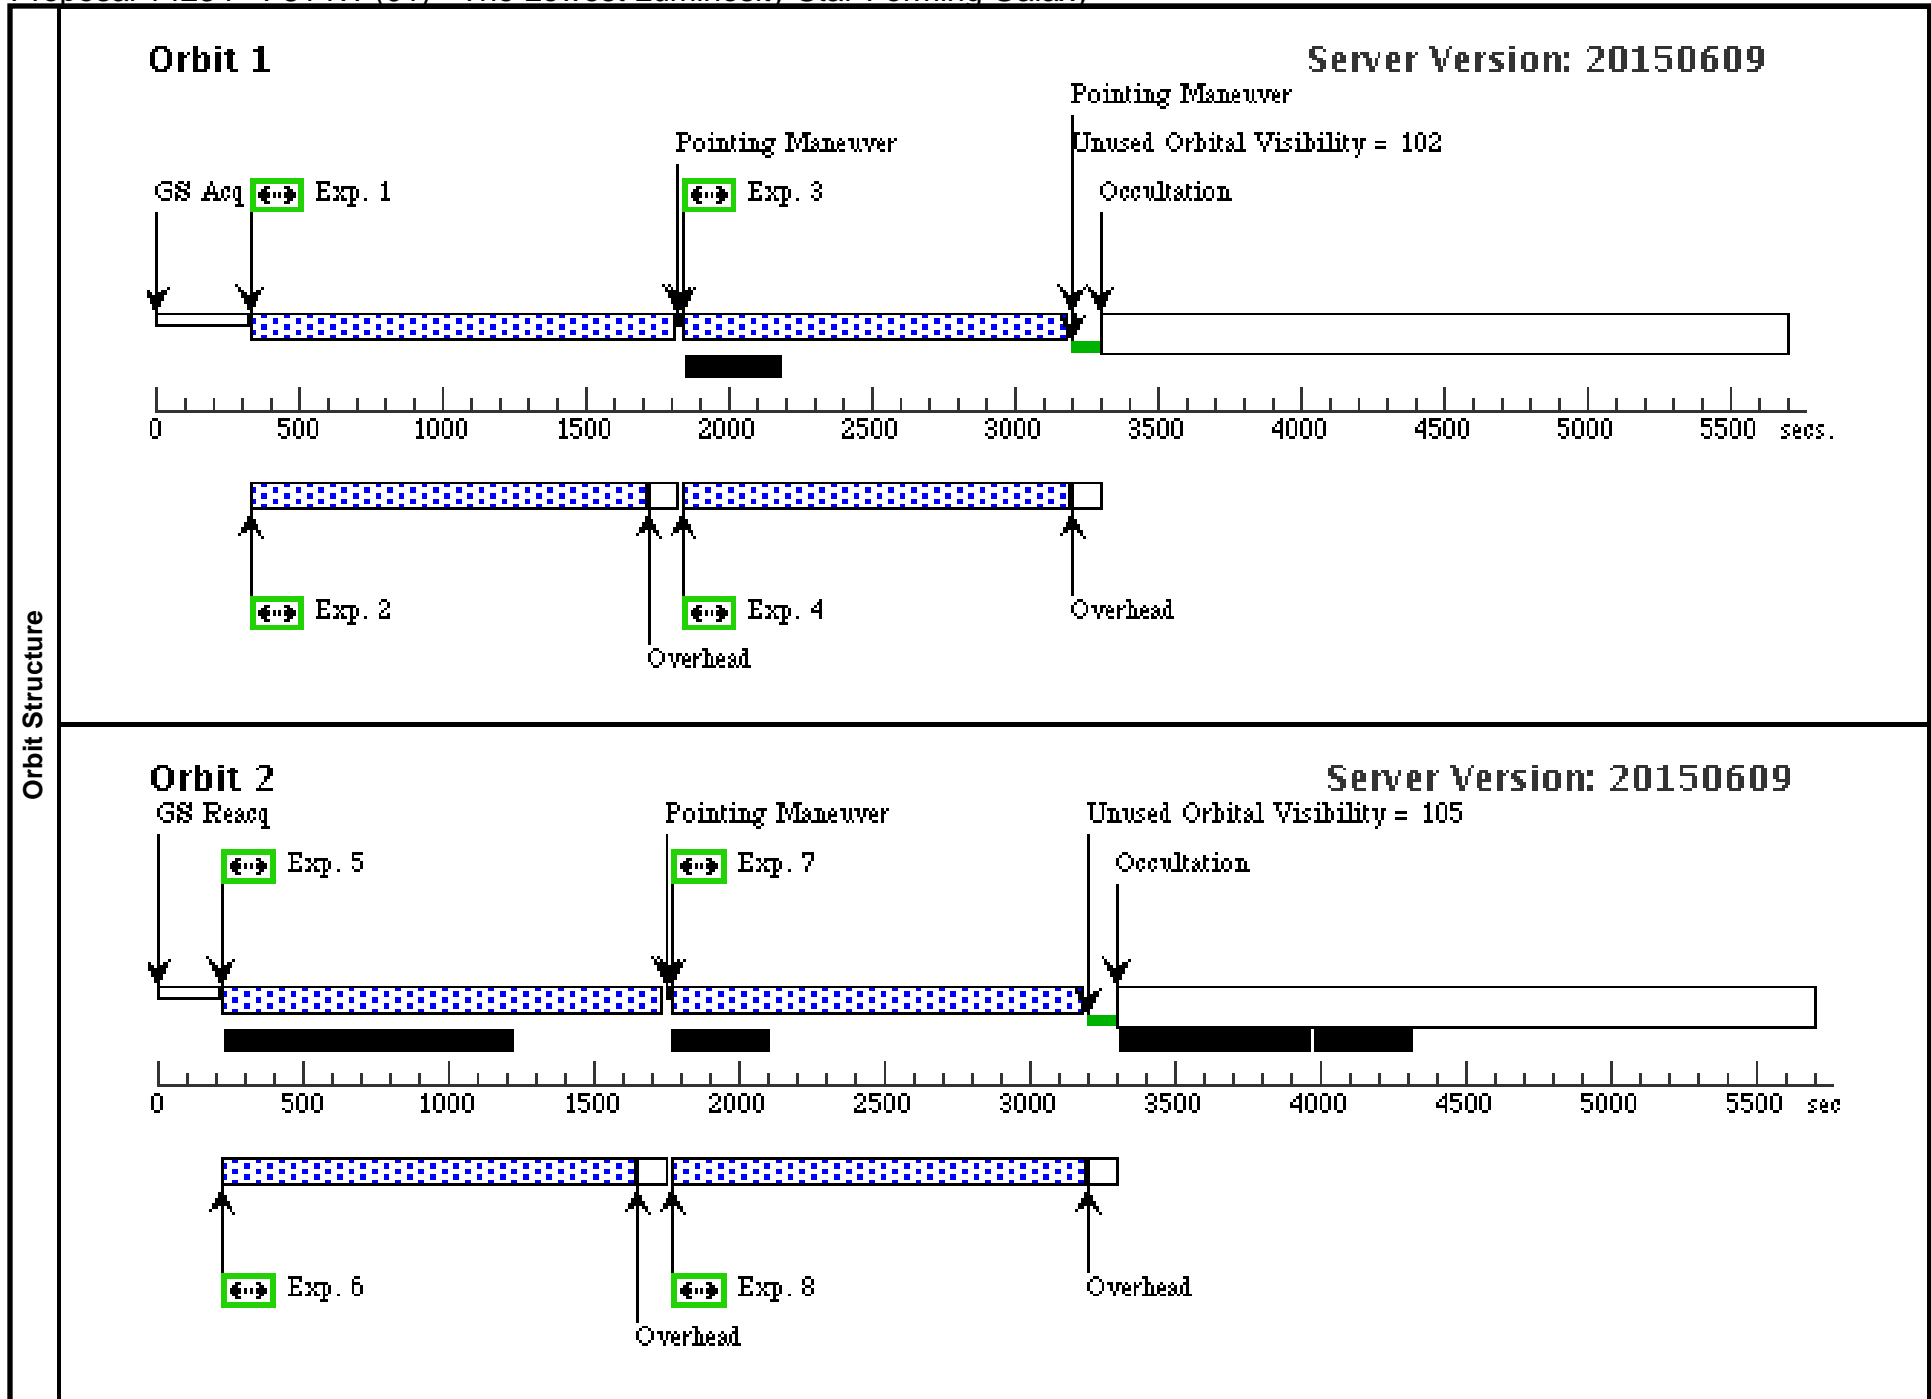 Orbit Structure
Orbit 1
Server Version: 20150609
Pointing Maneuver
Pointing Maneuver
Unused Orbital Visibility = 102
GS Acq
Exp. 1
Exp. 3
Occultation
0 500 1000 1500 2000 2500 3000 3500 4000 4500 5000 5500 secs.
Exp. 2
Exp. 4
Overhead
Overhead
Orbit 2
Server Version: 20150609
GS Reacq
Pointing Maneuver
Unused Orbital Visibility = 105
Exp. 5
Exp. 7
Occultation
0 500 1000 1500 2000 2500 3000 3500 4000 4500 5000 5500 sec
Exp. 6
Exp. 8
Overhead
Overhead